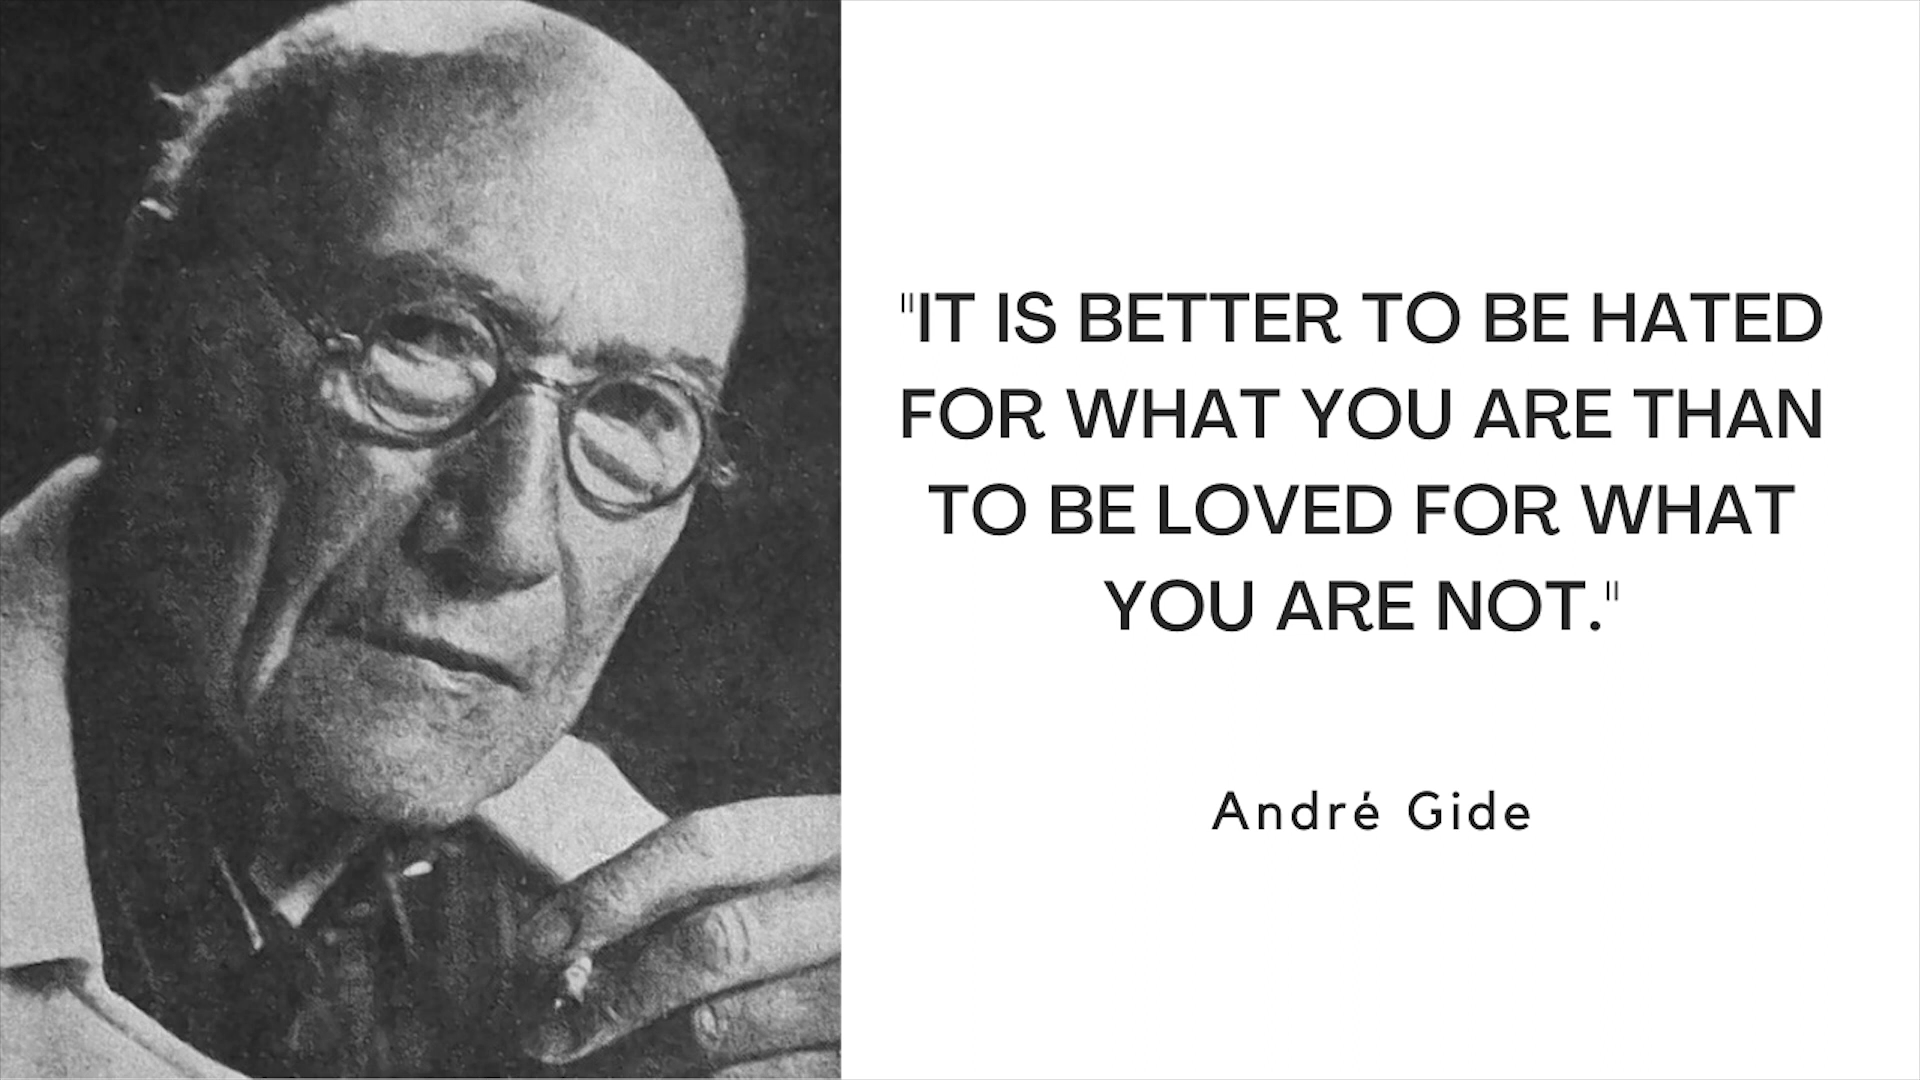 "IT IS BETTER TO BE HATED
FOR WHAT YOU ARE THAN
TO BE LOVED FOR WHAT
YOU ARE NOT."
André Gide